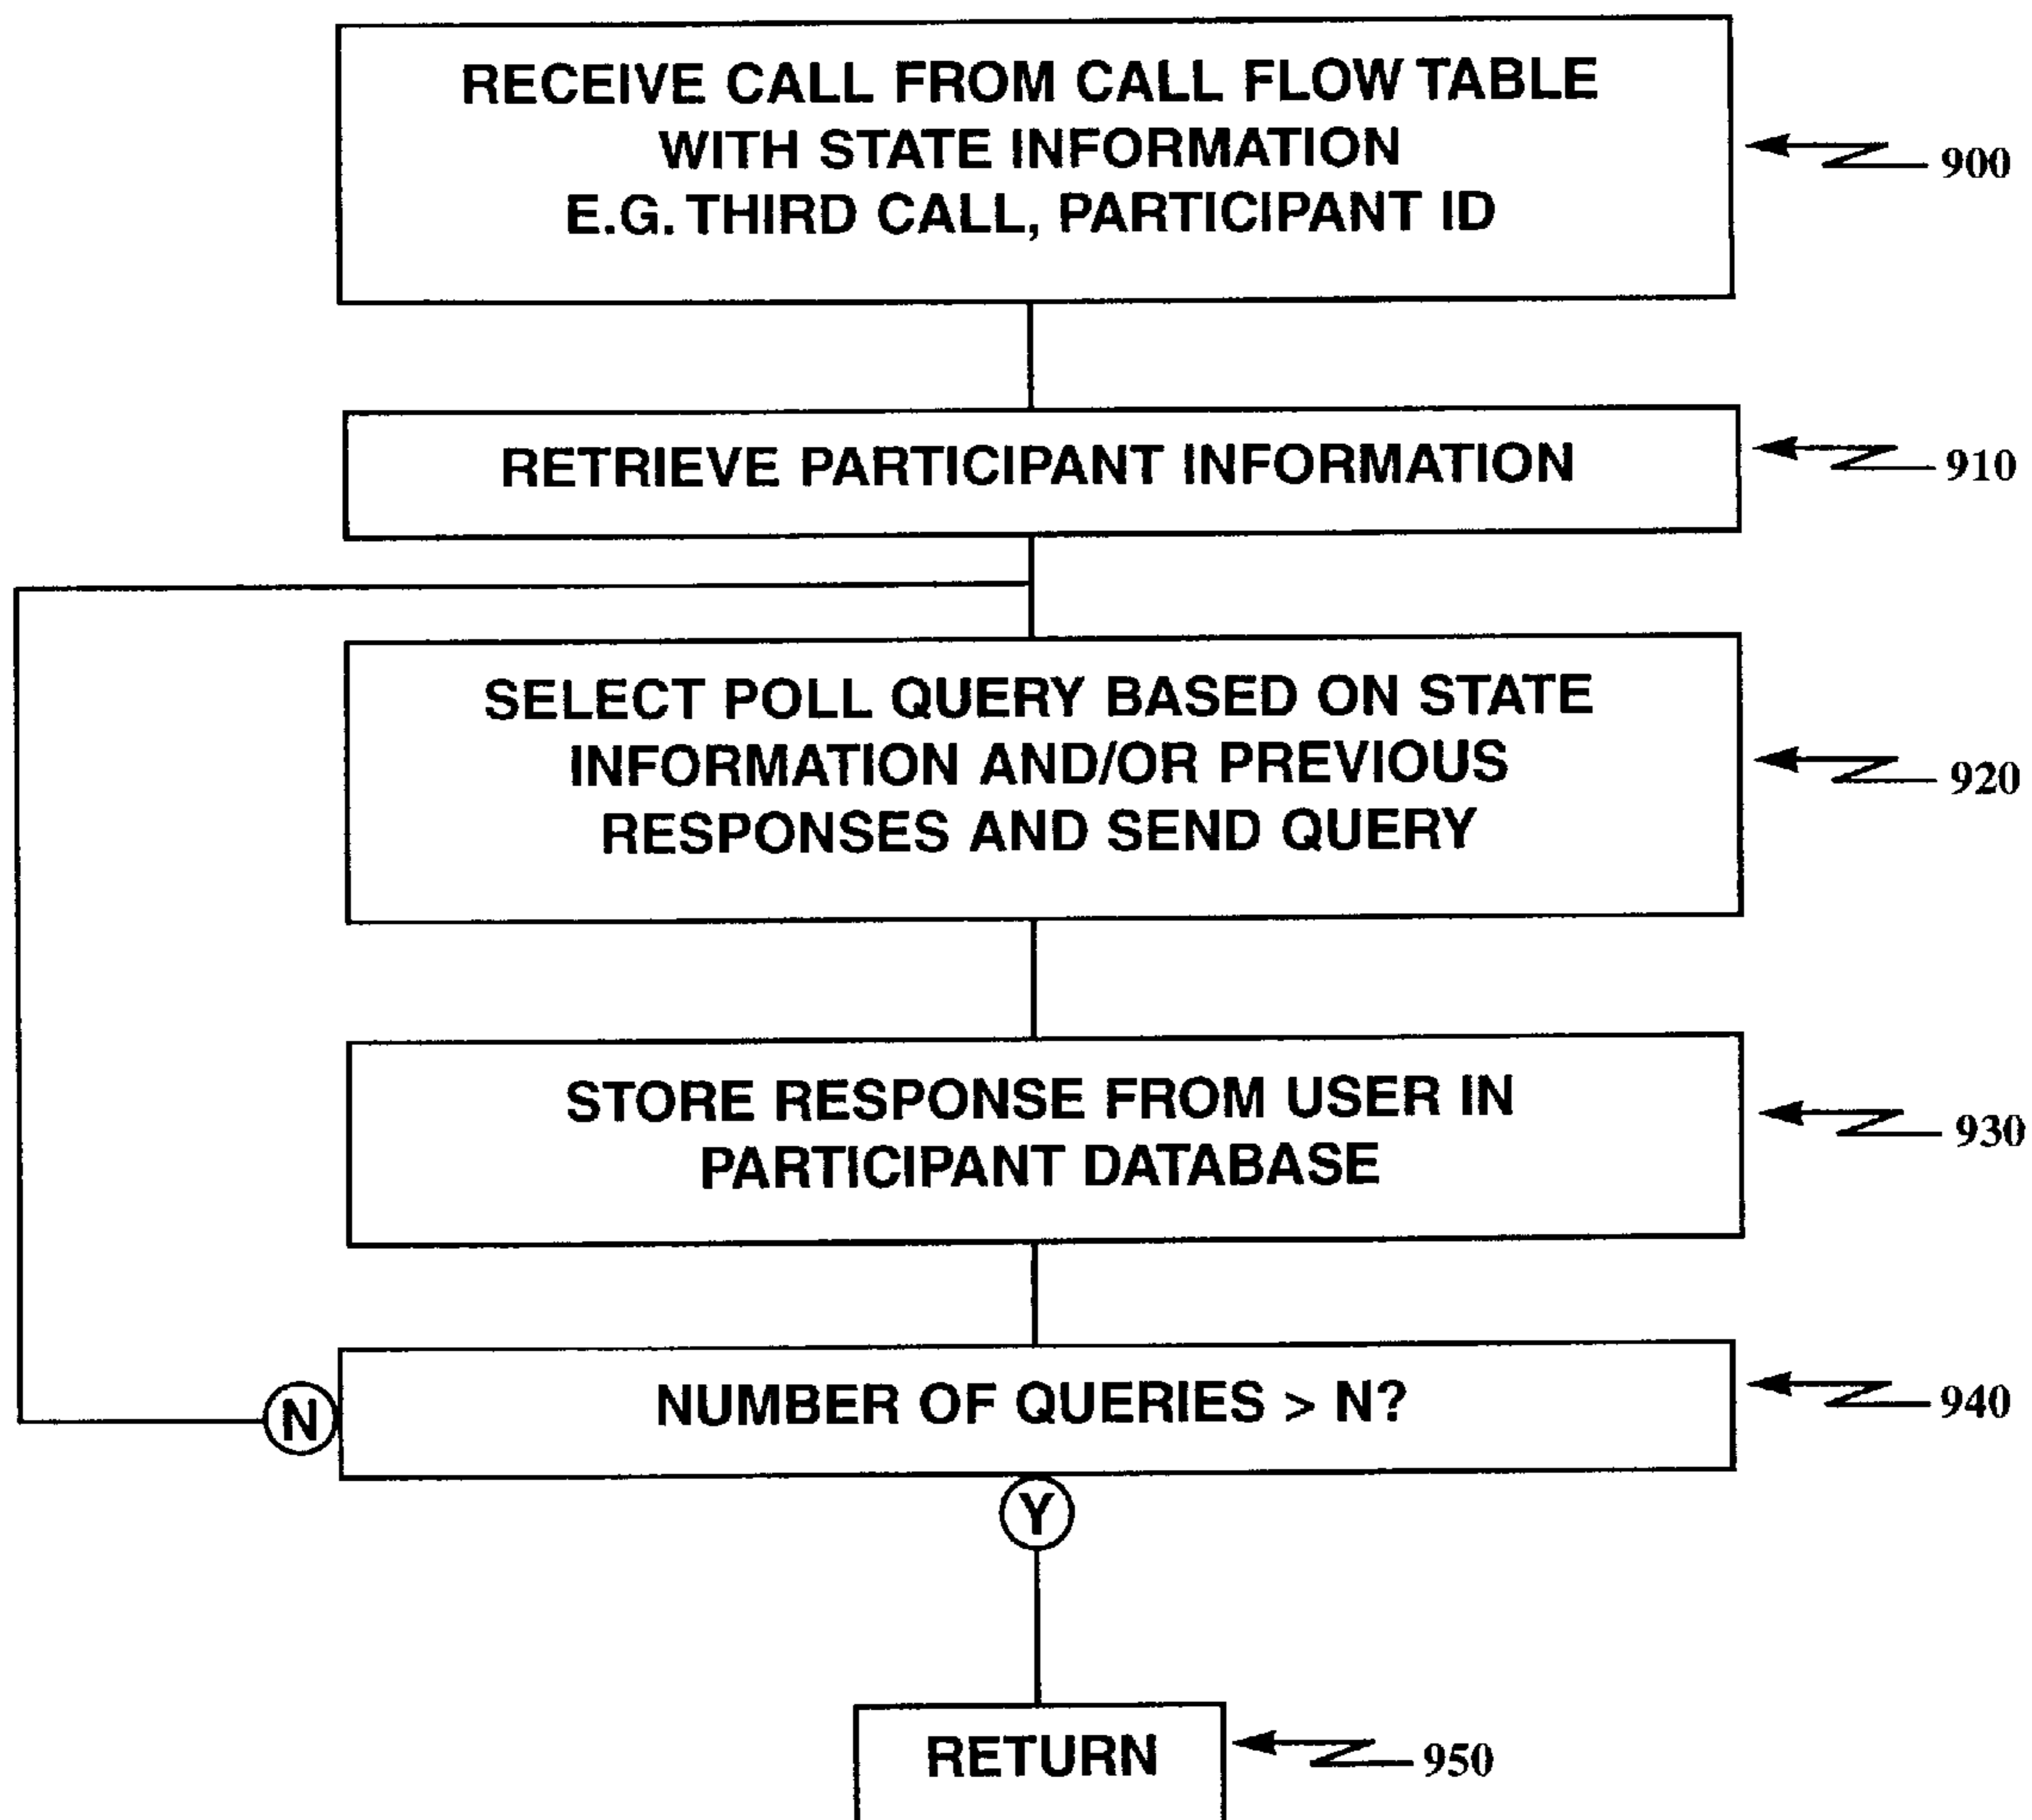 RECEIVE CALL FROM CALL FLOW TABLE
WITH STATE INFORMATION
E.G. THIRD CALL, PARTICIPANT ID
900
RETRIEVE PARTICIPANT INFORMATION
910
SELECT POLL QUERY BASED ON STATE
INFORMATION AND/OR PREVIOUS
RESPONSES AND SEND QUERY
920
STORE RESPONSE FROM USER IN
PARTICIPANT DATABASE
930
NUMBER OF QUERIES > N?
940
N
Y
RETURN
950